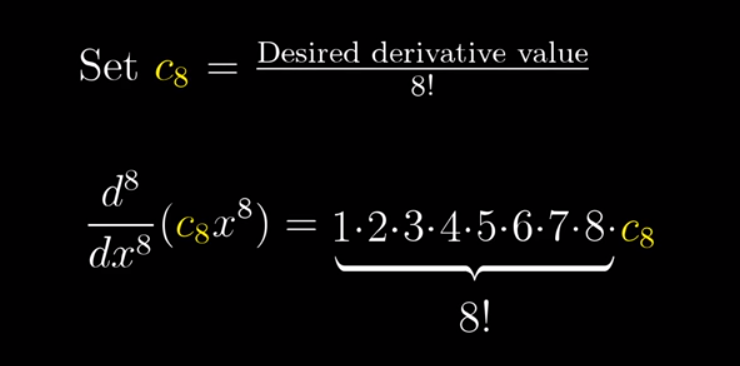 Set c₈ = Desired derivative value / 8!
d⁸/dx⁸ (c₈x⁸) = 1·2·3·4·5·6·7·8·c₈
8!